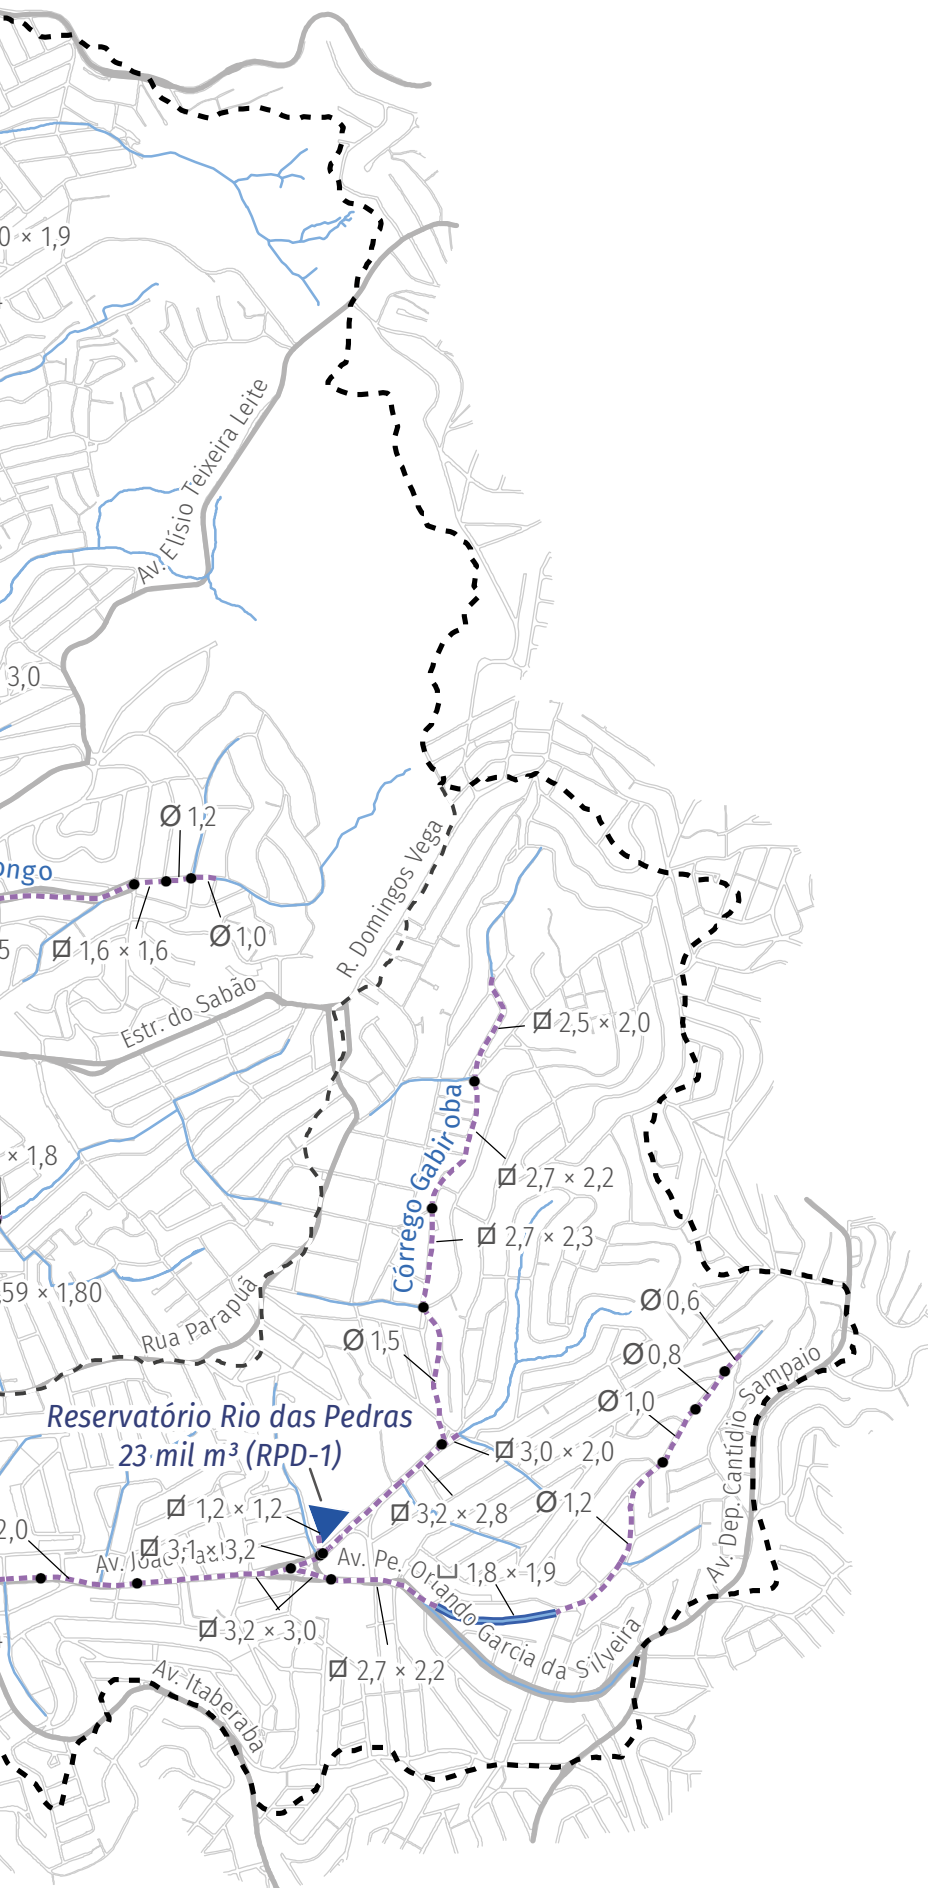 0 × 1,9
Av. Elísio Teixeira Leite
3,0
Ø 1,2
ongo
5
1,6 × 1,6
Ø 1,0
R. Domingos Vega
Estr. do Sabão
2,5 × 2,0
Córrego Gabiroba
× 1,8
2,7 × 2,2
2,7 × 2,3
,59 × 1,80
Rua Parapuá
Ø 0,6
Ø 1,5
Ø 0,8
Ø 1,0
Av. Dep. Cantídio Sampaio
Reservatório Rio das Pedras
23 mil m³ (RPD-1)
3,0 × 2,0
1,2 × 1,2
3,2 × 2,8
Ø 1,2
2,0
3,1 × 3,2
Av. Pe. Orlando Garcia da Silveira
1,8 × 1,9
3,2 × 3,0
2,7 × 2,2
Av. Itaberaba